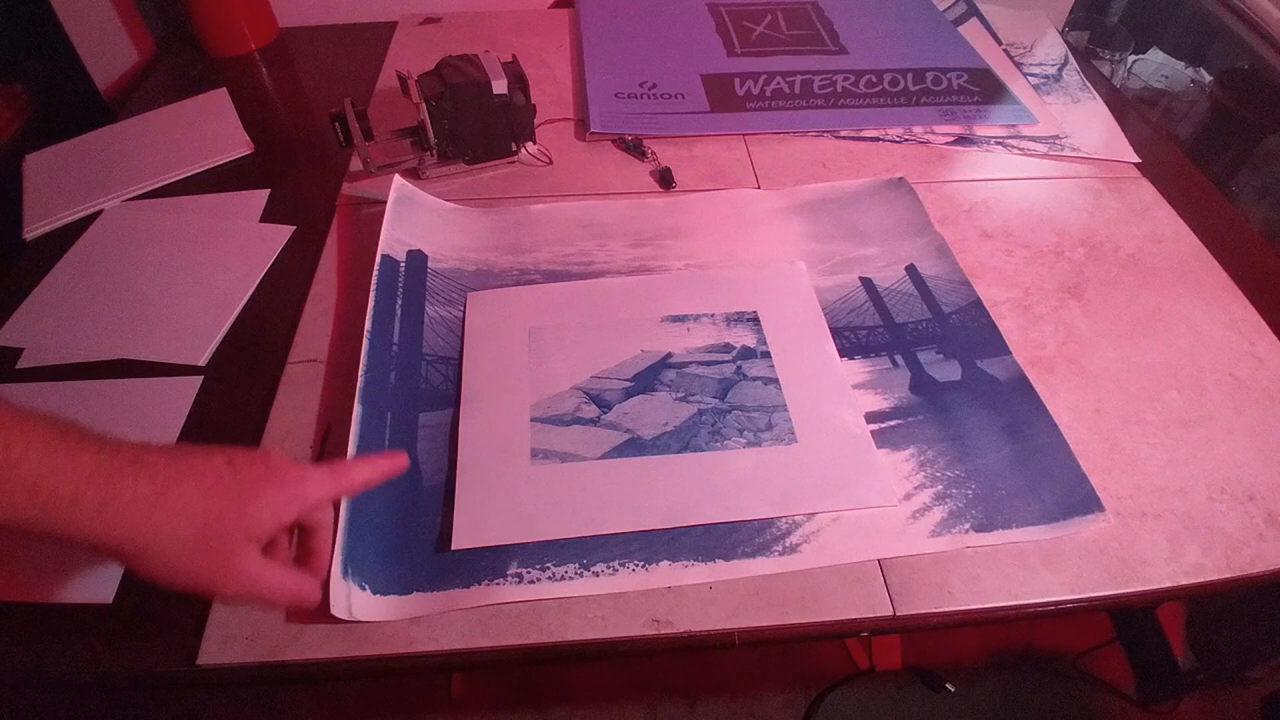 XL
CANSON
WATERCOLOR
WATERCOLOR / AQUARELLE / ACUARELA